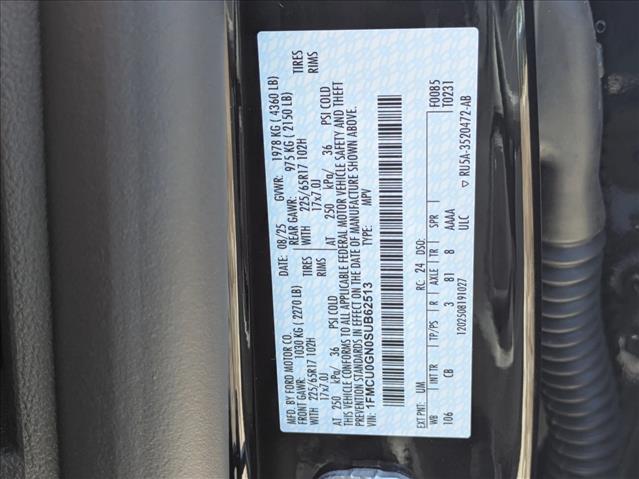 MFD. BY FORD MOTOR CO.
DATE: 08/25 GVWR: 1978 KG ( 4360 LB)
FRONT GAWR: 1030 KG ( 2270 LB) REAR GAWR: 975 KG ( 2150 LB)
WITH 225/65R17 102H TIRES WITH 225/65R17 102H TIRES
17x7.0J RIMS 17x7.0J RIMS
AT 250 kPa/ 36 PSI COLD AT 250 kPa/ 36 PSI COLD
THIS VEHICLE CONFORMS TO ALL APPLICABLE FEDERAL MOTOR VEHICLE SAFETY AND THEFT
PREVENTION STANDARDS IN EFFECT ON THE DATE OF MANUFACTURE SHOWN ABOVE.
VIN: 1FMCU0GN0SUB62513
TYPE: MPV
F0085
T0231
EXT PNT: UM RC: 24 DSO:
WB INT TR TP/PS R AXLE TR SPR
106 CB 3 81 8 AAAA
ULC
1202508191027
RU5A-3520472-AB